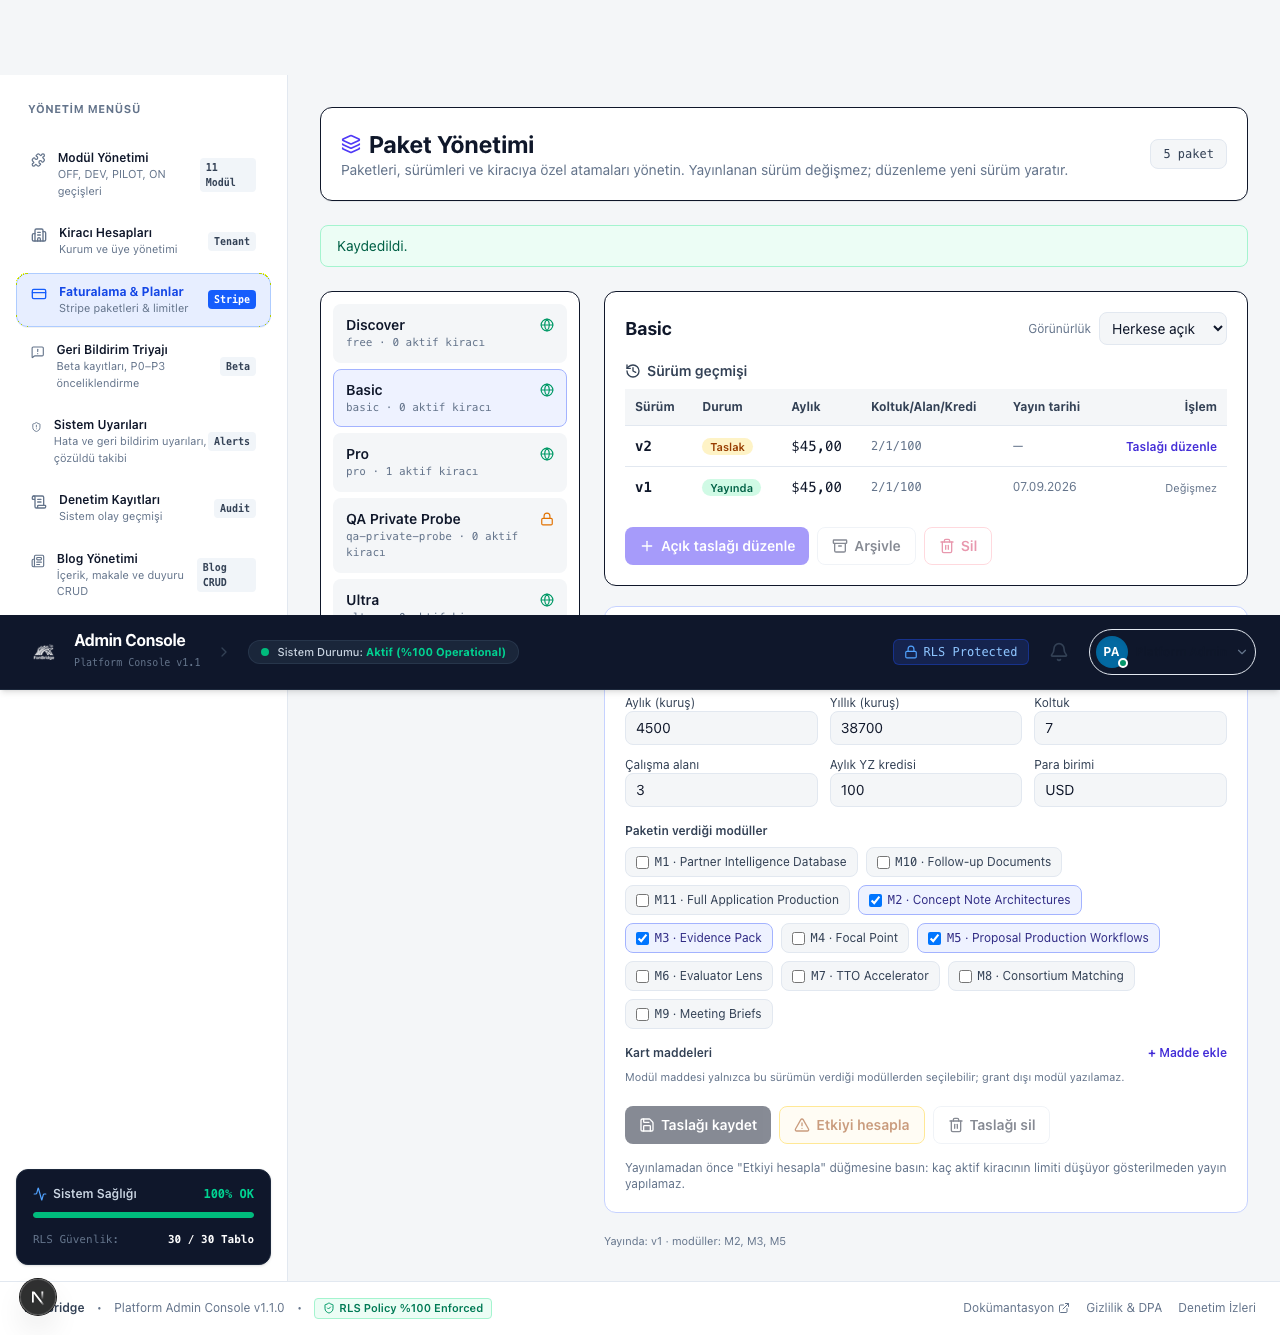 YÖNETİM MENÜSÜ
Modül Yönetimi
OFF, DEV, PILOT, ON
geçişleri
11
Modül
Kiracı Hesapları
Kurum ve üye yönetimi
Tenant
Faturalama & Planlar
Stripe paketleri & limitler
Stripe
Geri Bildirim Triyajı
Beta kayıtları, P0–P3
önceliklendirme
Beta
Sistem Uyarıları
Hata ve geri bildirim uyarıları,
çözüldü takibi
Alerts
Denetim Kayıtları
Sistem olay geçmişi
Audit
Blog Yönetimi
İçerik, makale ve duyuru
CRUD
Blog
CRUD
Paket Yönetimi
Paketleri, sürümleri ve kiracıya özel atamaları yönetin. Yayınlanan sürüm değişmez; düzenleme yeni sürüm yaratır.
5 paket
Kaydedildi.
Discover
free · 0 aktif kiracı
Basic
basic · 0 aktif kiracı
Pro
pro · 1 aktif kiracı
QA Private Probe
qa-private-probe · 0 aktif
kiracı
Ultra
Basic
Görünürlük
Herkese açık
Sürüm geçmişi
Sürüm Durum Aylık Koltuk/Alan/Kredi Yayın tarihi İşlem
v2 Taslak $45,00 2/1/100 — Taslağı düzenle
v1 Yayında $45,00 2/1/100 07.09.2026 Değişmez
+ Açık taslağı düzenle
Arşivle
Sil
Admin Console
Platform Console v1.1
Sistem Durumu: Aktif (%100 Operational)
RLS Protected
PA
Aylık (kuruş) Yıllık (kuruş) Koltuk
4500 38700 7
Çalışma alanı Aylık YZ kredisi Para birimi
3 100 USD
Paketin verdiği modüller
M1 · Partner Intelligence Database
M10 · Follow-up Documents
M11 · Full Application Production
M2 · Concept Note Architectures
M3 · Evidence Pack
M4 · Focal Point
M5 · Proposal Production Workflows
M6 · Evaluator Lens
M7 · TTO Accelerator
M8 · Consortium Matching
M9 · Meeting Briefs
Kart maddeleri
+ Madde ekle
Modül maddesi yalnızca bu sürümün verdiği modüllerden seçilebilir; grant dışı modül yazılamaz.
Taslağı kaydet
Etkiyi hesapla
Taslağı sil
Yayınlamadan önce "Etkiyi hesapla" düğmesine basın: kaç aktif kiracının limiti düşüyor gösterilmeden yayın
yapılamaz.
Yayında: v1 · modüller: M2, M3, M5
Sistem Sağlığı
100% OK
RLS Güvenlik:
30 / 30 Tablo
N
ridge
• Platform Admin Console v1.1.0 •
RLS Policy %100 Enforced
Dokümantasyon
Gizlilik & DPA
Denetim İzleri